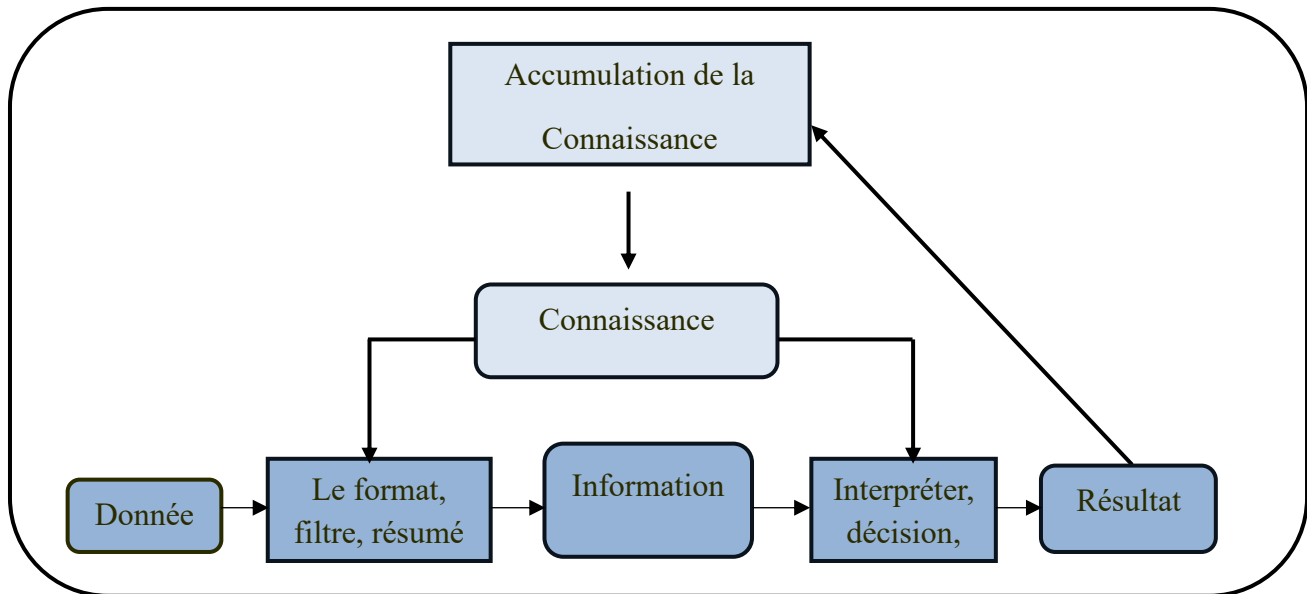 Accumulation de la
Connaissance
Connaissance
Donnée
Le format,
filtre, résumé
Information
Interpréter,
décision,
Résultat